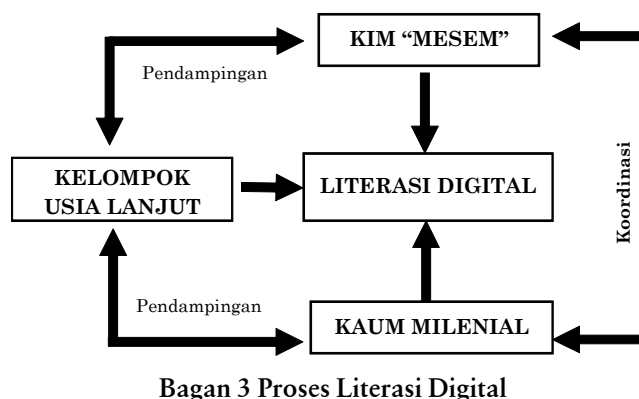 KIM “MESEM”
Pendampingan
Koordinasi
KELOMPOK
USIA LANJUT
LITERASI DIGITAL
Pendampingan
KAUM MILENIAL
Bagan 3 Proses Literasi Digital